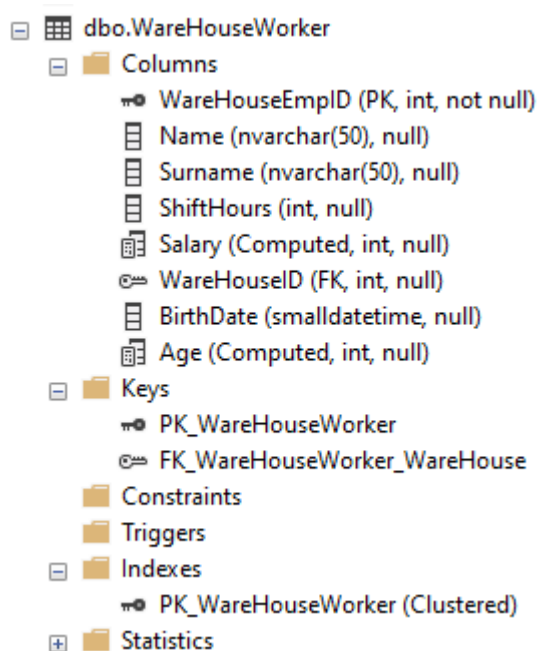 dbo.WareHouseWorker
Columns
WareHouseEmpID (PK, int, not null)
Name (nvarchar(50), null)
Surname (nvarchar(50), null)
ShiftHours (int, null)
Salary (Computed, int, null)
WareHouseID (FK, int, null)
BirthDate (smalldatetime, null)
Age (Computed, int, null)
Keys
PK_WareHouseWorker
FK_WareHouseWorker_WareHouse
Constraints
Triggers
Indexes
PK_WareHouseWorker (Clustered)
Statistics